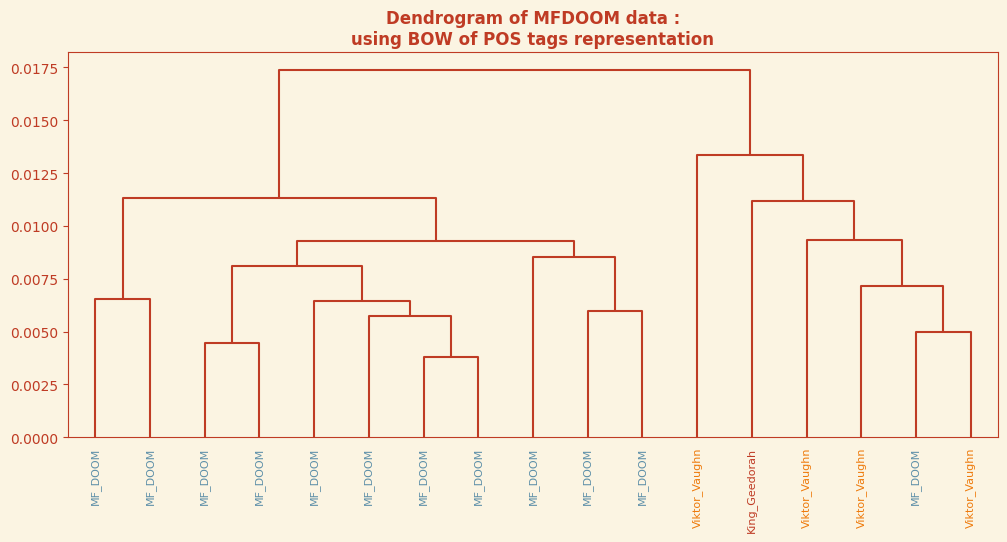 Dendrogram of MFDOOM data :
using BOW of POS tags representation
0.0175
0.0150
0.0125
0.0100
0.0075
0.0050
0.0025
0.0000
MF_DOOM
MF_DOOM
MF_DOOM
MF_DOOM
MF_DOOM
MF_DOOM
MF_DOOM
MF_DOOM
MF_DOOM
MF_DOOM
MF_DOOM
Viktor_Vaughn
King_Geedorah
Viktor_Vaughn
Viktor_Vaughn
MF_DOOM
Viktor_Vaughn